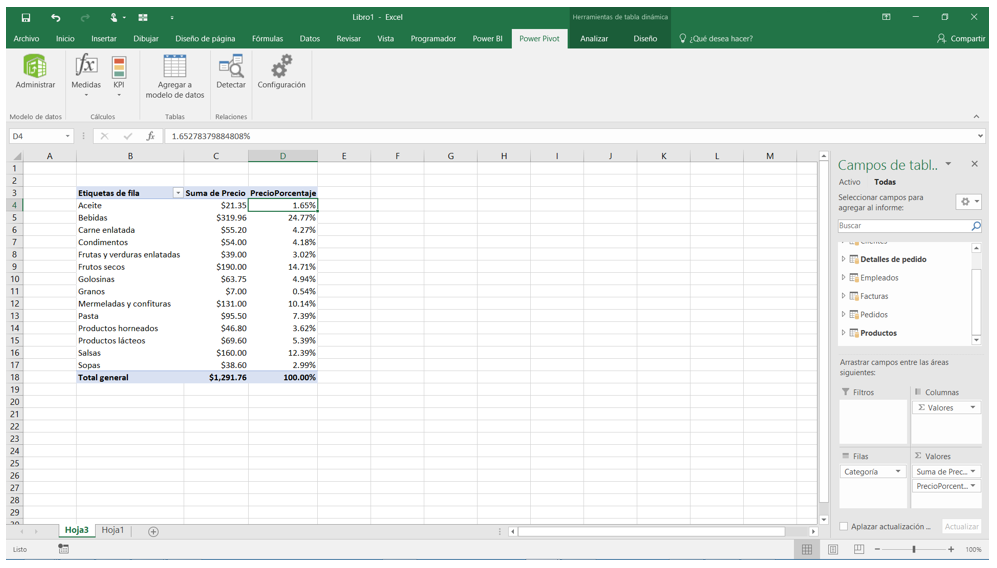 Libro1 - Excel
Herramientas de tabla dinámica
Archivo Inicio Insertar Dibujar Diseño de página Fórmulas Datos Revisar Vista Programador Power BI Power Pivot Analizar Diseño ¿Qué desea hacer? Compartir
Administrar Medidas KPI Agregar a modelo de datos Detectar Configuración
Modelo de datos Cálculos Tablas Relaciones
D4 fx 1.65278379884808%
A B C D E F G H I J K L M
1
2
3 Etiquetas de fila Suma de Precio PrecioPorcentaje
4 Aceite $21.35 1.65%
5 Bebidas $319.96 24.77%
6 Carne enlatada $55.20 4.27%
7 Condimentos $54.00 4.18%
8 Frutas y verduras enlatadas $39.00 3.02%
9 Frutos secos $190.00 14.71%
10 Golosinas $63.75 4.94%
11 Granos $7.00 0.54%
12 Mermeladas y confituras $131.00 10.14%
13 Pasta $95.50 7.39%
14 Productos horneados $46.80 3.62%
15 Productos lácteos $69.60 5.39%
16 Salsas $160.00 12.39%
17 Sopas $38.60 2.99%
18 Total general $1,291.76 100.00%
19
20
21
22
23
24
25
26
27
28
29
30
Hoja3 Hoja1
Listo
100%
Campos de tabl..
Activo Todas
Seleccionar campos para
agregar al informe:
Buscar
Clientes
Detalles de pedido
Empleados
Facturas
Pedidos
Productos
Arrastrar campos entre las áreas
siguientes:
Filtros Columnas
Σ Valores
Filas Σ Valores
Categoría Suma de Prec...
PrecioPorcent...
Aplazar actualización ... Actualizar